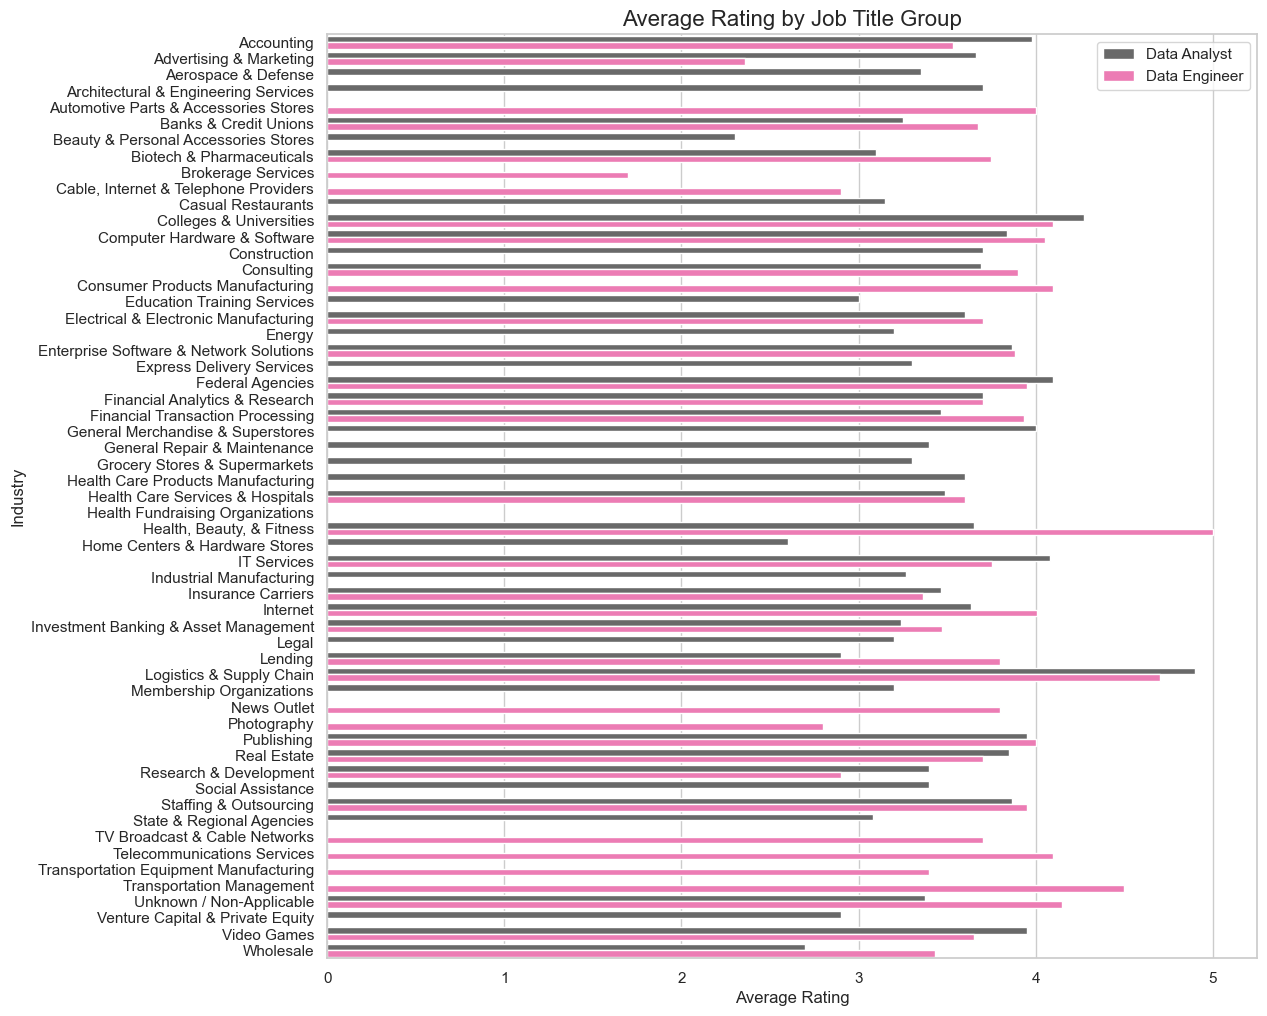 Average Rating by Job Title Group
Data Analyst
Data Engineer
Industry
Accounting
Advertising & Marketing
Aerospace & Defense
Architectural & Engineering Services
Automotive Parts & Accessories Stores
Banks & Credit Unions
Beauty & Personal Accessories Stores
Biotech & Pharmaceuticals
Brokerage Services
Cable, Internet & Telephone Providers
Casual Restaurants
Colleges & Universities
Computer Hardware & Software
Construction
Consulting
Consumer Products Manufacturing
Education Training Services
Electrical & Electronic Manufacturing
Energy
Enterprise Software & Network Solutions
Express Delivery Services
Federal Agencies
Financial Analytics & Research
Financial Transaction Processing
General Merchandise & Superstores
General Repair & Maintenance
Grocery Stores & Supermarkets
Health Care Products Manufacturing
Health Care Services & Hospitals
Health Fundraising Organizations
Health, Beauty, & Fitness
Home Centers & Hardware Stores
IT Services
Industrial Manufacturing
Insurance Carriers
Internet
Investment Banking & Asset Management
Legal
Lending
Logistics & Supply Chain
Membership Organizations
News Outlet
Photography
Publishing
Real Estate
Research & Development
Social Assistance
Staffing & Outsourcing
State & Regional Agencies
TV Broadcast & Cable Networks
Telecommunications Services
Transportation Equipment Manufacturing
Transportation Management
Unknown / Non-Applicable
Venture Capital & Private Equity
Video Games
Wholesale
0 1 2 3 4 5
Average Rating